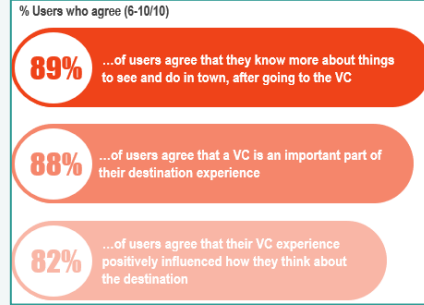 % Users who agree (6-10/10)
89%
...of users agree that they know more about things
to see and do in town, after going to the VC
88%
...of users agree that a VC is an important part of
their destination experience
82%
...of users agree that their VC experience
positively influenced how they think about
the destination